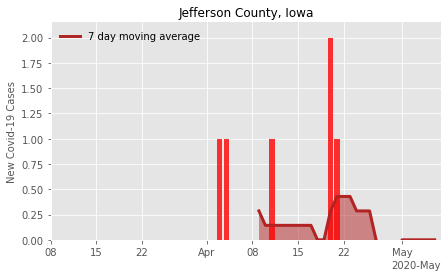 Jefferson County, Iowa
7 day moving average
New Covid-19 Cases
2.00
1.75
1.50
1.25
1.00
0.75
0.50
0.25
0.00
08 15 22 Apr 08 15 22 May
2020-May